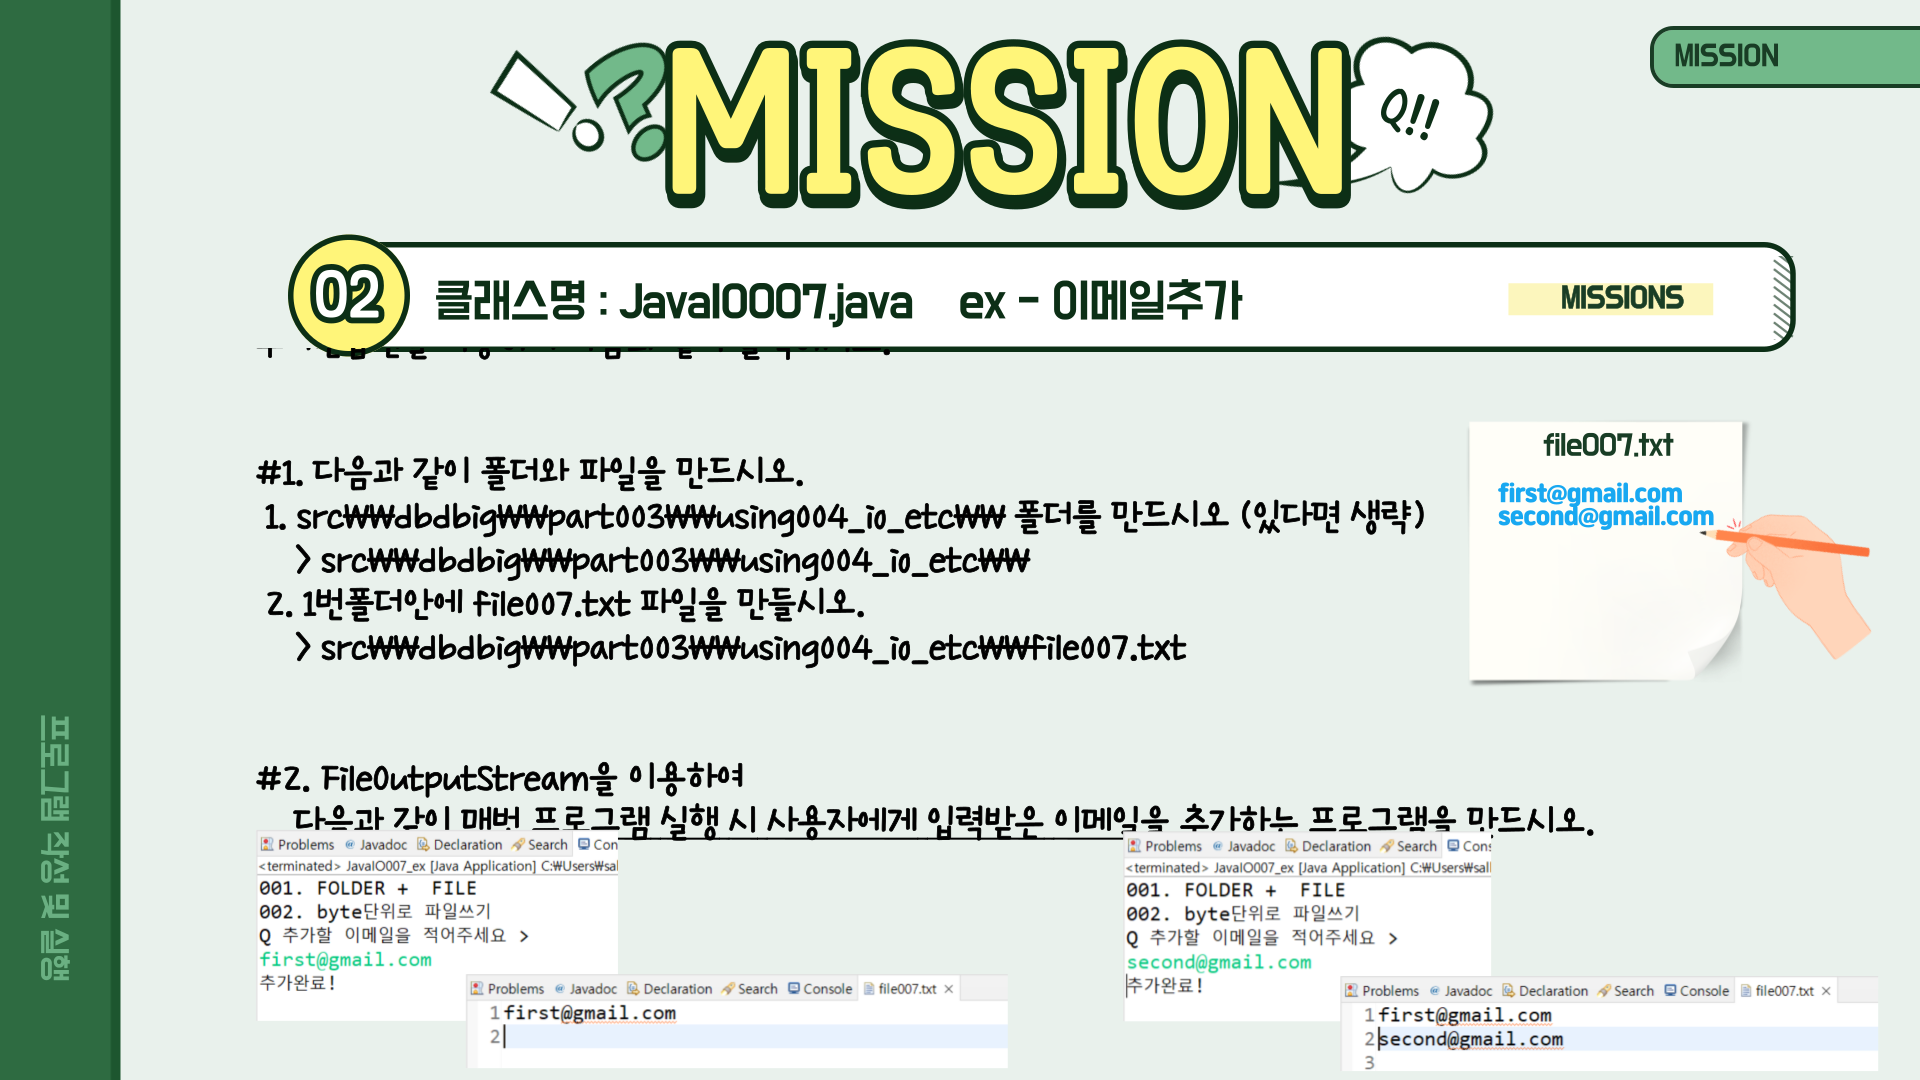 MISSION
MISSION
Q!!
02
클래스명 : JavaIO007.java ex - 이메일추가
MISSIONS
#1. 다음과 같이 폴더와 파일을 만드시오.
1. src₩₩dbdbig₩₩part003₩₩using004_io_etc₩₩ 폴더를 만드시오 (있다면 생략)
> src₩₩dbdbig₩₩part003₩₩using004_io_etc₩₩
2. 1번폴더안에 file007.txt 파일을 만들시오.
> src₩₩dbdbig₩₩part003₩₩using004_io_etc₩₩file007.txt
file007.txt
first@gmail.com
second@gmail.com
#2. FileOutputStream을 이용하여
다음과 같이 매번 프로그램 실행 시 사용자에게 입력받은 이메일을 추가하는 프로그램을 만드시오.
Problems @ Javadoc Declaration Search Con
<terminated> JavaIO007_ex [Java Application] C:₩Users₩sal
001. FOLDER + FILE
002. byte단위로 파일쓰기
Q 추가할 이메일을 적어주세요 >
first@gmail.com
추가완료!
Problems @ Javadoc Declaration Search Console file007.txt ×
1 first@gmail.com
2
Problems @ Javadoc Declaration Search Cons
<terminated> JavaIO007_ex [Java Application] C:₩Users₩sall
001. FOLDER + FILE
002. byte단위로 파일쓰기
Q 추가할 이메일을 적어주세요 >
second@gmail.com
추가완료!
Problems @ Javadoc Declaration Search Console file007.txt ×
1 first@gmail.com
2 second@gmail.com
3
프로그램 작성 및 실행